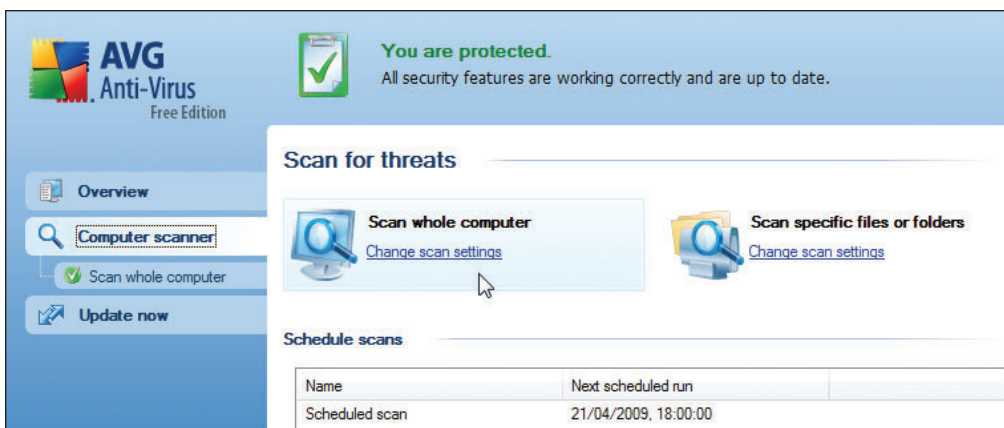 AVG
Anti-Virus
Free Edition
You are protected.
All security features are working correctly and are up to date.
Overview
Computer scanner
Scan whole computer
Update now
Scan for threats
Scan whole computer
Change scan settings
Scan specific files or folders
Change scan settings
Schedule scans
Name Next scheduled run
Scheduled scan 21/04/2009, 18:00:00